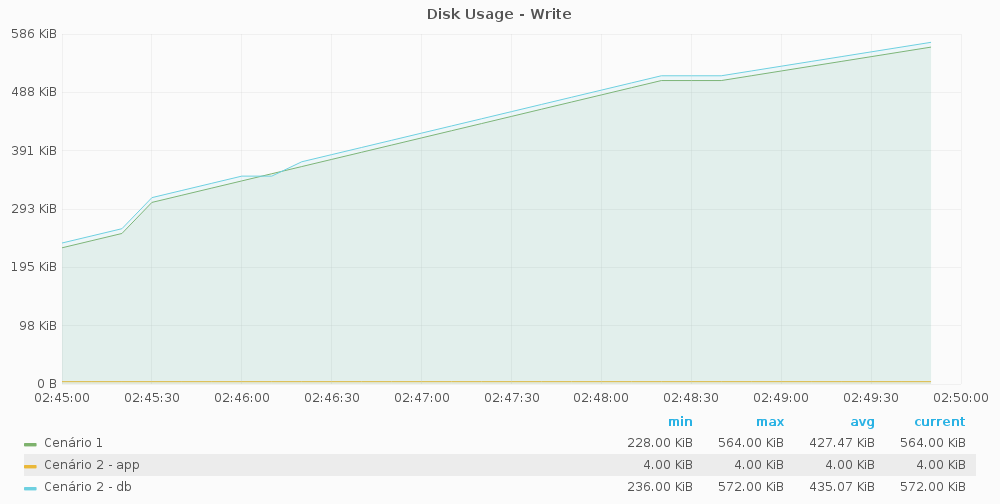 Disk Usage - Write
586 KiB
488 KiB
391 KiB
293 KiB
195 KiB
98 KiB
0 B
02:45:00 02:45:30 02:46:00 02:46:30 02:47:00 02:47:30 02:48:00 02:48:30 02:49:00 02:49:30 02:50:00
min max avg current
Cenário 1 228.00 KiB 564.00 KiB 427.47 KiB 564.00 KiB
Cenário 2 - app 4.00 KiB 4.00 KiB 4.00 KiB 4.00 KiB
Cenário 2 - db 236.00 KiB 572.00 KiB 435.07 KiB 572.00 KiB